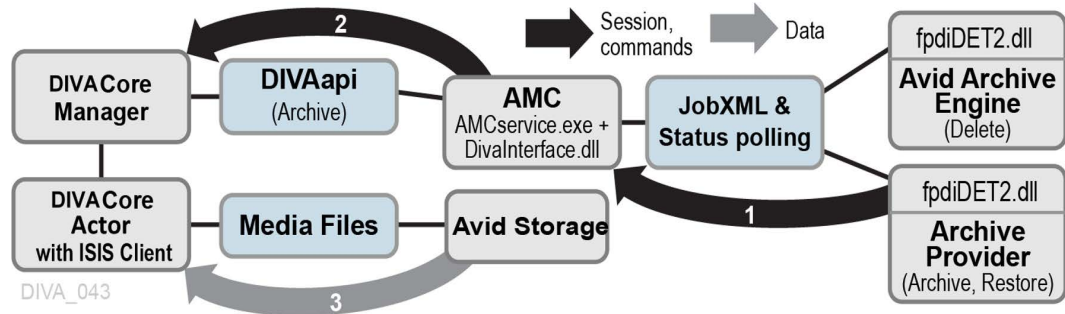 2
Session,
commands
Data
fpdiDET2.dll
Avid Archive
Engine
(Delete)
DIVACore
Manager
DIVAapi
(Archive)
AMC
AMCservice.exe +
DivaInterface.dll
JobXML &
Status polling
1
fpdiDET2.dll
Archive
Provider
(Archive, Restore)
DIVACore
Actor
with ISIS Client
Media Files
Avid Storage
3
DIVA_043